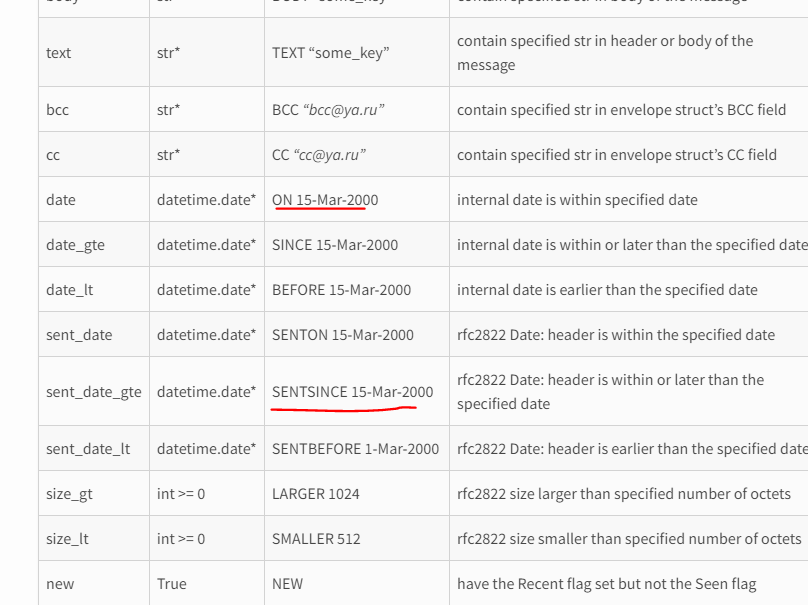 text str* TEXT “some_key” contain specified str in header or body of the
message
bcc str* BCC “bcc@ya.ru” contain specified str in envelope struct’s BCC field
cc str* CC “cc@ya.ru” contain specified str in envelope struct’s CC field
date datetime.date* ON 15-Mar-2000 internal date is within specified date
date_gte datetime.date* SINCE 15-Mar-2000 internal date is within or later than the specified date
date_lt datetime.date* BEFORE 15-Mar-2000 internal date is earlier than the specified date
sent_date datetime.date* SENTON 15-Mar-2000 rfc2822 Date: header is within the specified date
sent_date_gte datetime.date* SENTSINCE 15-Mar-2000 rfc2822 Date: header is within or later than the
specified date
sent_date_lt datetime.date* SENTBEFORE 1-Mar-2000 rfc2822 Date: header is earlier than the specified date
size_gt int >= 0 LARGER 1024 rfc2822 size larger than specified number of octets
size_lt int >= 0 SMALLER 512 rfc2822 size smaller than specified number of octets
new True NEW have the Recent flag set but not the Seen flag